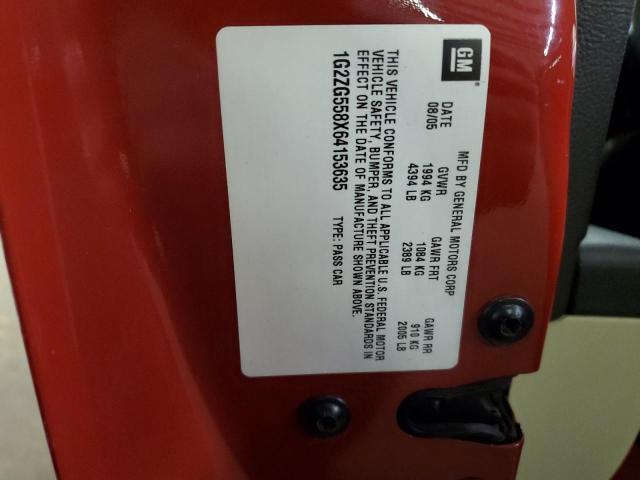 GM
MFD BY GENERAL MOTORS CORP
DATE GVWR GAWR FRT GAWR RR
08/05 1994 KG 1084 KG 910 KG
4394 LB 2389 LB 2005 LB
THIS VEHICLE CONFORMS TO ALL APPLICABLE U.S. FEDERAL MOTOR
VEHICLE SAFETY, BUMPER, AND THEFT PREVENTION STANDARDS IN
EFFECT ON THE DATE OF MANUFACTURE SHOWN ABOVE.
1G2ZG558X64153635 TYPE: PASS CAR